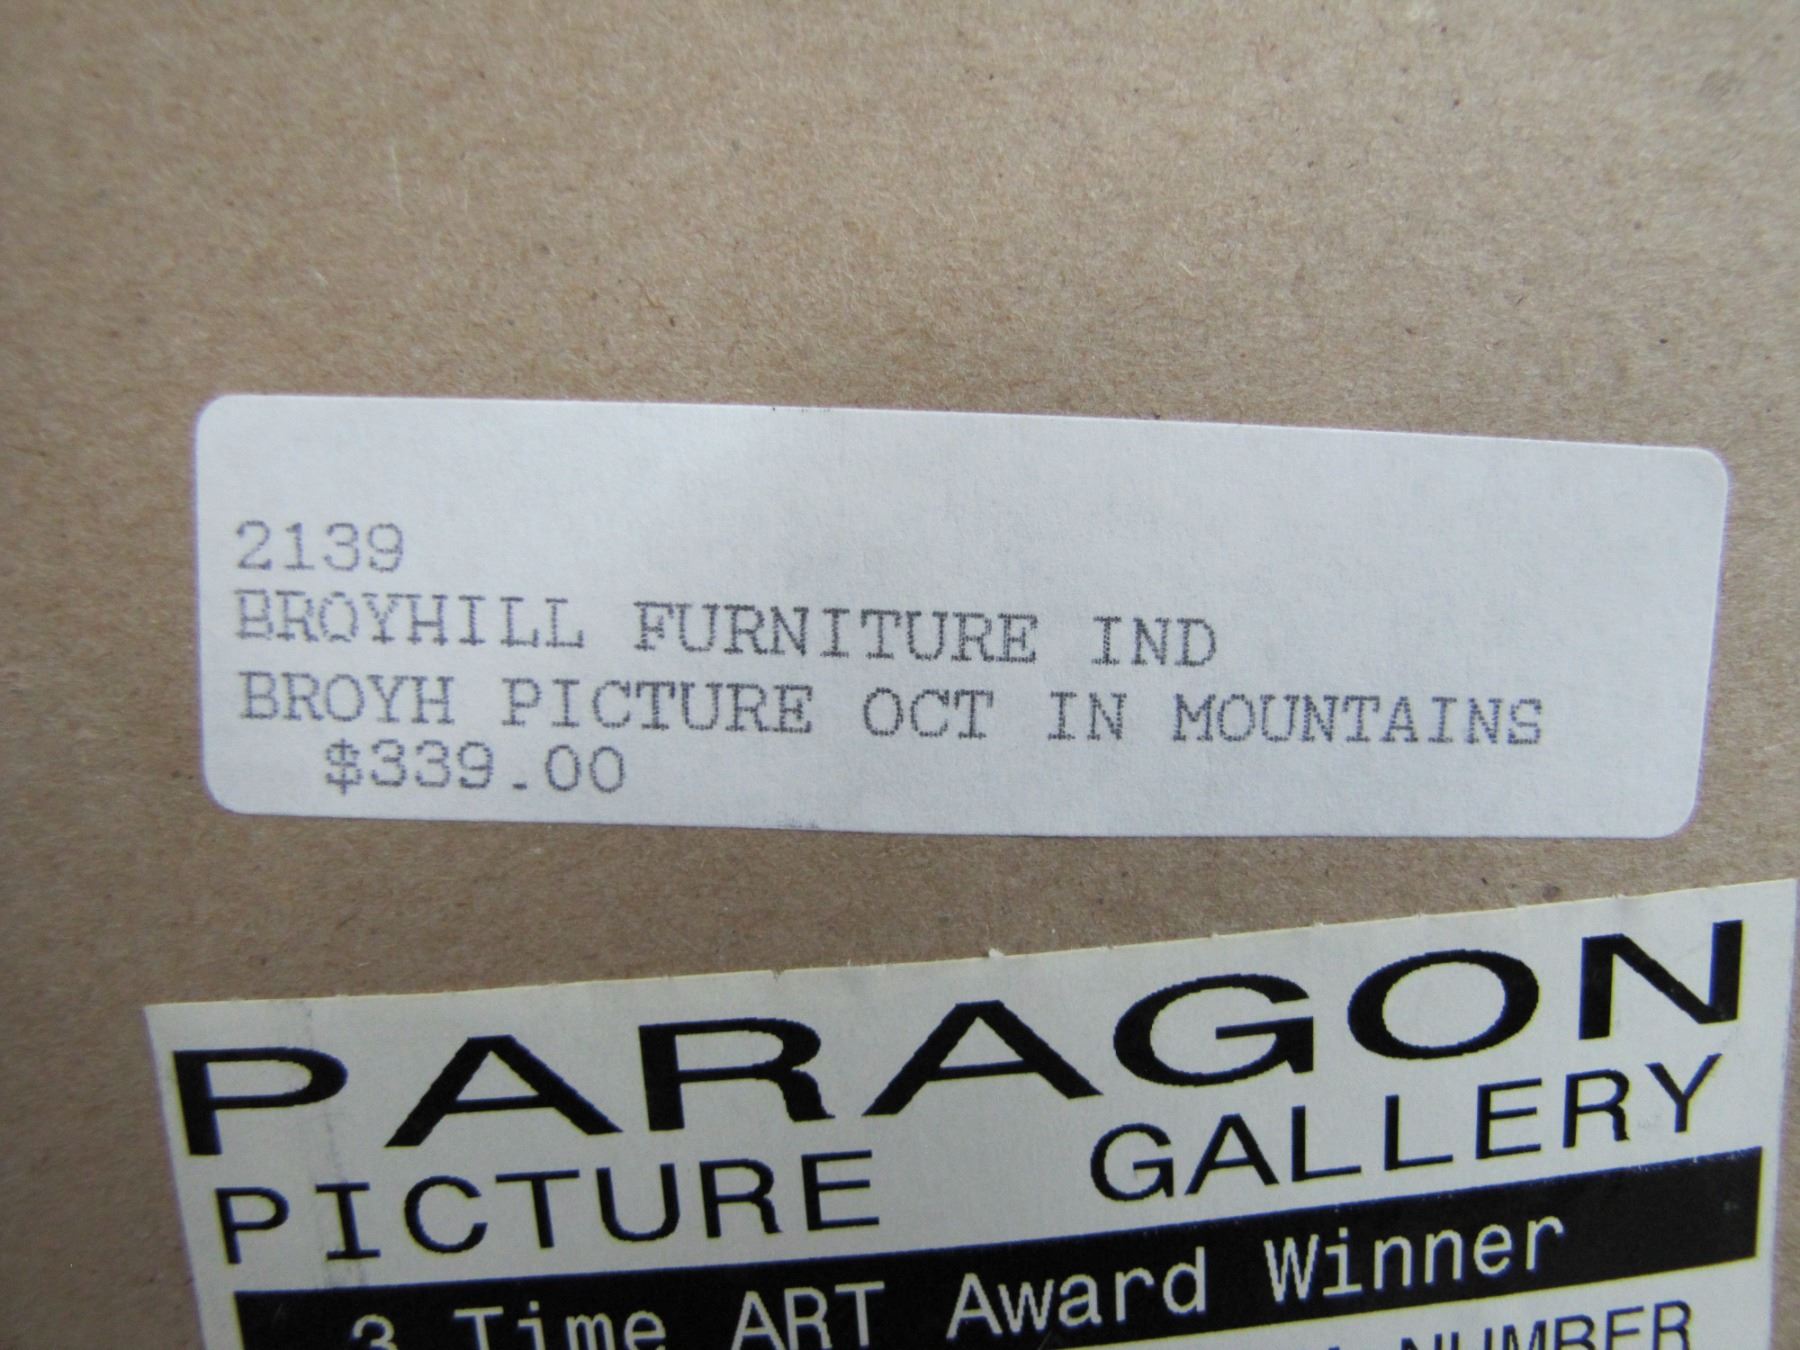 2139
BROYHILL FURNITURE IND
BROYH PICTURE OCT IN MOUNTAINS
$339.00
PARAGON
PICTURE GALLERY
3 Time ART Award Winner
NUMBER